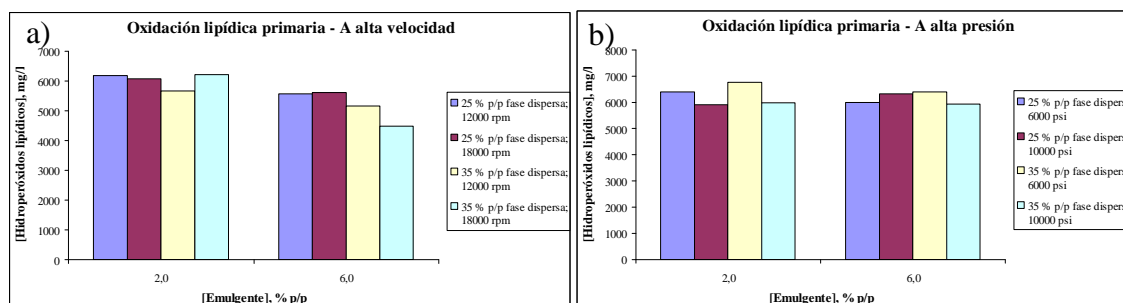 a)
Oxidación lipídica primaria - A alta velocidad
[Hidroperóxidos lipídicos], mg/l
7000
6000
5000
4000
3000
2000
1000
0
2,0
6,0
[Emulgente], % p/p
25 % p/p fase dispersa;
12000 rpm
25 % p/p fase dispersa;
18000 rpm
35 % p/p fase dispersa;
12000 rpm
35 % p/p fase dispersa;
18000 rpm
b)
Oxidación lipídica primaria - A alta presión
[Hidroperóxidos lipídicos], mg/l
8000
7000
6000
5000
4000
3000
2000
1000
0
2,0
6,0
[Emulgente], % p/p
25 % p/p fase dispersa
6000 psi
25 % p/p fase dispersa
10000 psi
35 % p/p fase dispersa
6000 psi
35 % p/p fase dispersa
10000 psi